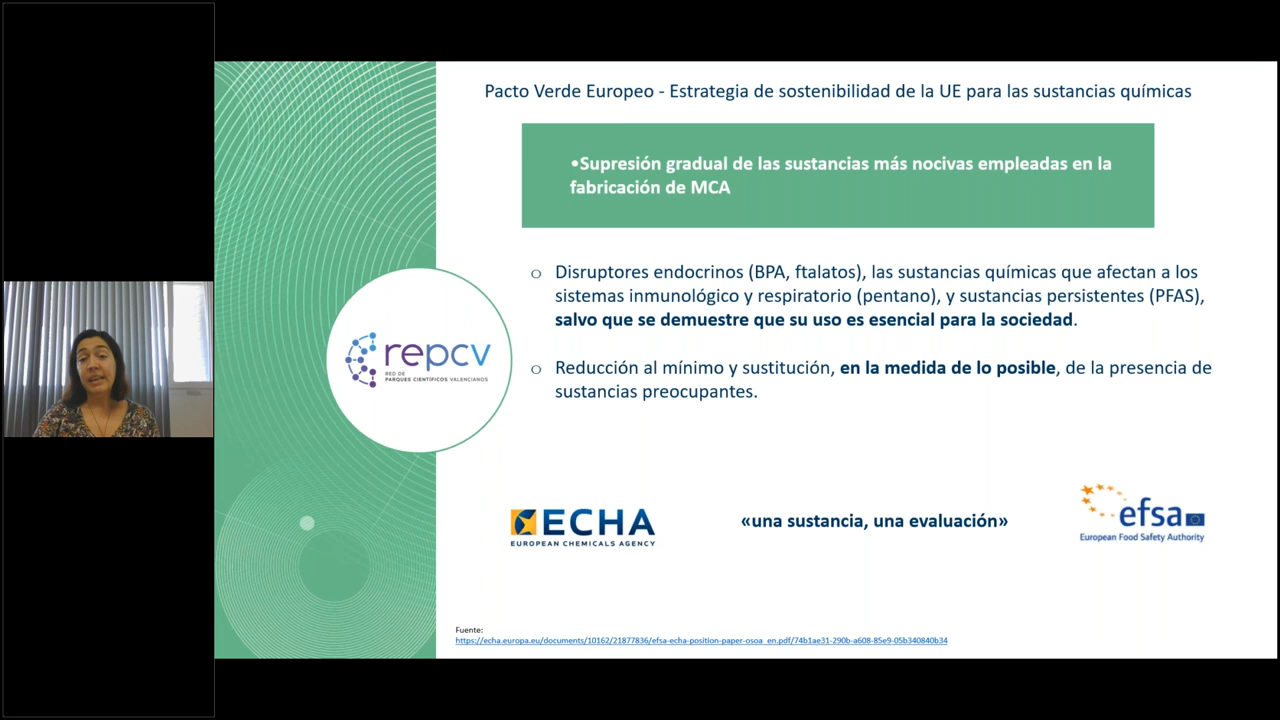 Pacto Verde Europeo - Estrategia de sostenibilidad de la UE para las sustancias químicas
•Supresión gradual de las sustancias más nocivas empleadas en la
fabricación de MCA
o Disruptores endocrinos (BPA, ftalatos), las sustancias químicas que afectan a los
sistemas inmunológico y respiratorio (pentano), y sustancias persistentes (PFAS),
salvo que se demuestre que su uso es esencial para la sociedad.
repcv
RED DE
PARQUES CIENTÍFICOS VALENCIANOS
o Reducción al mínimo y sustitución, en la medida de lo posible, de la presencia de
sustancias preocupantes.
ECHA
EUROPEAN CHEMICALS AGENCY
«una sustancia, una evaluación»
efsa
European Food Safety Authority
Fuente:
https://echa.europa.eu/documents/10162/21877836/efsa-echa-position-paper-osoa_en.pdf/74b1ae31-290b-a608-85e9-05b340840b34